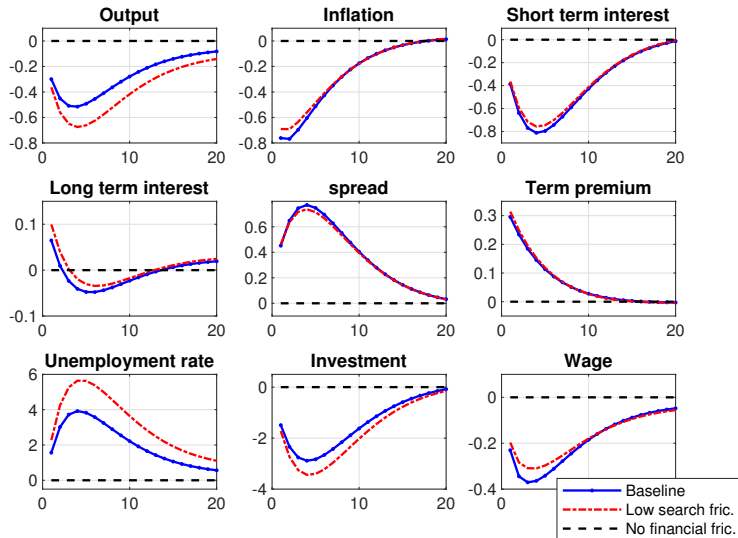 Output
Inflation
Short term interest
0
-0.2
-0.4
-0.6
-0.8
0 10 20
0
-0.2
-0.4
-0.6
-0.8
0 10 20
0
-0.2
-0.4
-0.6
-0.8
0 10 20
Long term interest
spread
Term premium
0.1
0
-0.1
0 10 20
0.6
0.4
0.2
0
0 10 20
0.3
0.2
0.1
0
0 10 20
Unemployment rate
Investment
Wage
6
4
2
0
0 10 20
0
-2
-4
0 10 20
0
-0.2
-0.4
0
Baseline
Low search fric.
No financial fric.